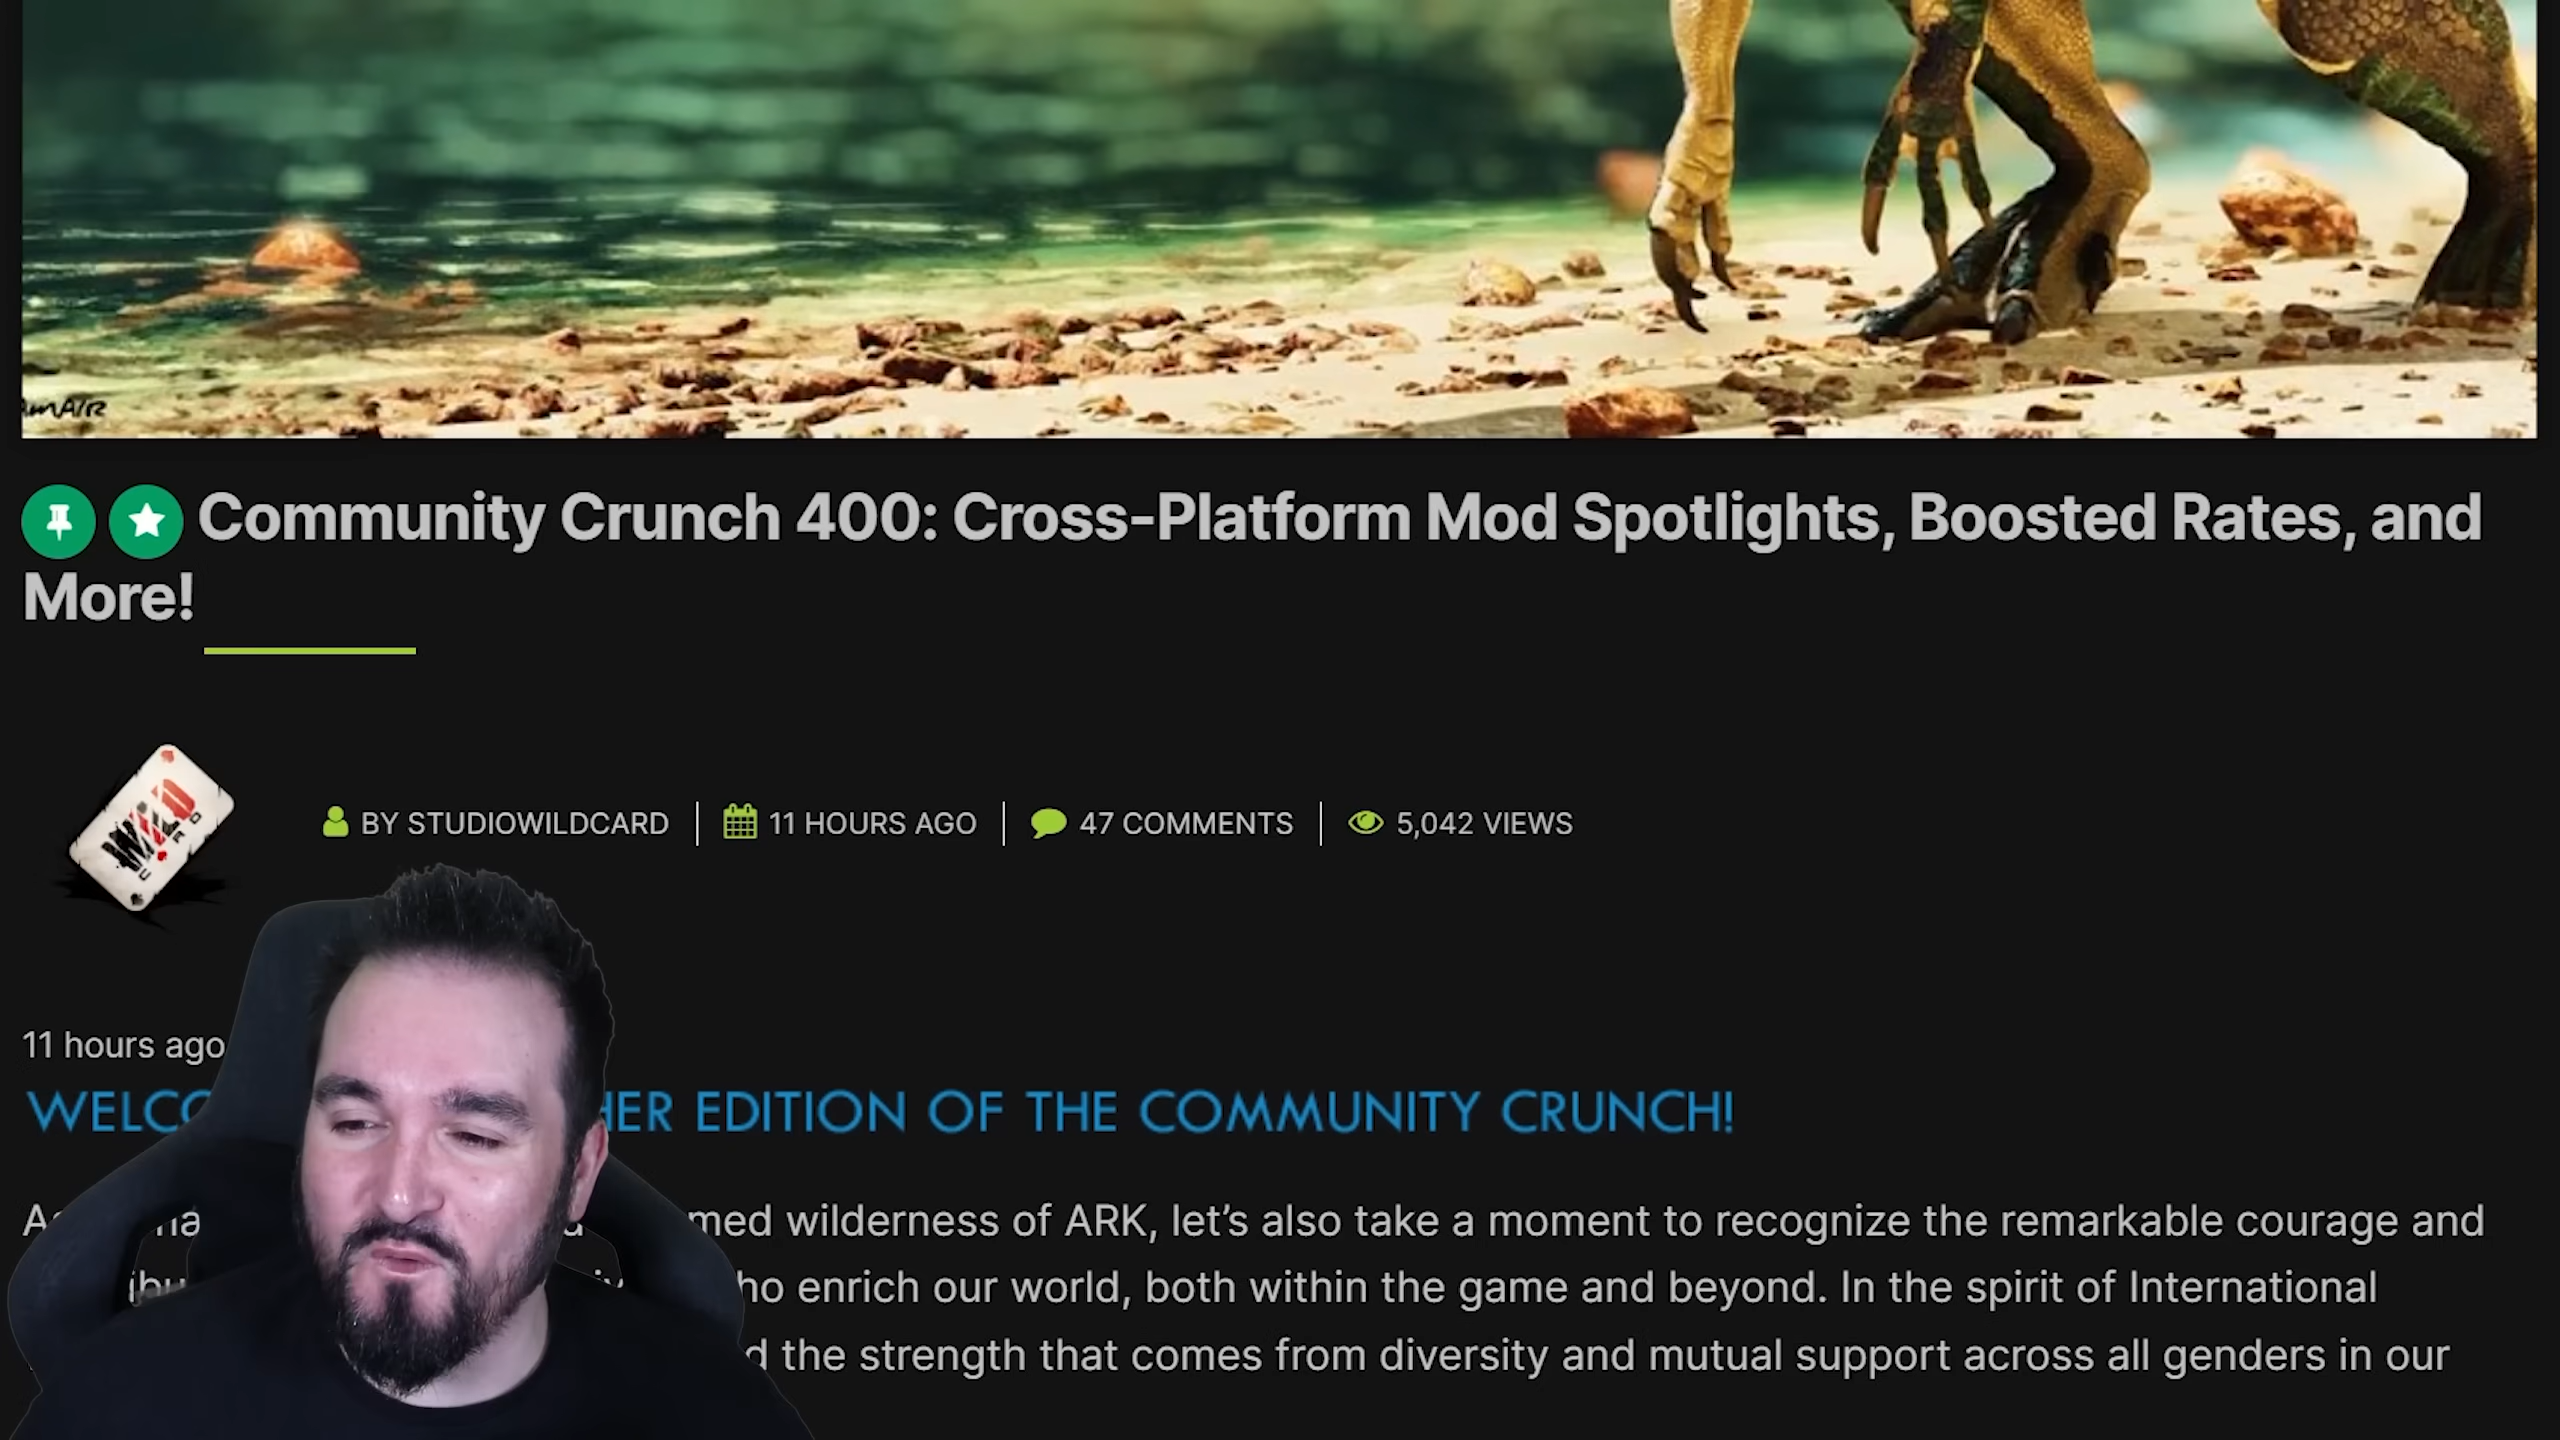 Community Crunch 400: Cross-Platform Mod Spotlights, Boosted Rates, and
More!
BY STUDIOWILDCARD | 11 HOURS AGO | 47 COMMENTS | 5,042 VIEWS
WILD
CARD
11 hours ago
EDITION OF THE COMMUNITY CRUNCH!
wilderness of ARK, let's also take a moment to recognize the remarkable courage and
enrich our world, both within the game and beyond. In the spirit of International
the strength that comes from diversity and mutual support across all genders in our